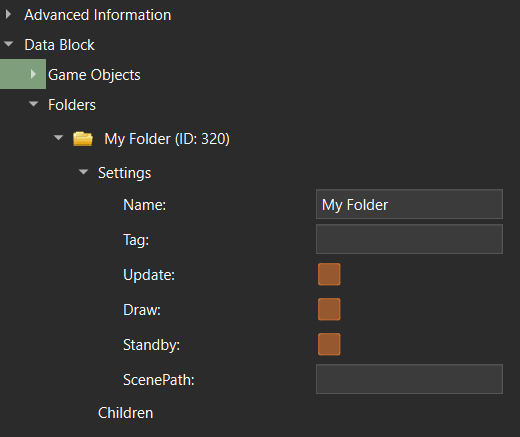 Advanced Information
Data Block
Game Objects
Folders
My Folder (ID: 320)
Settings
Name: My Folder
Tag:
Update:
Draw:
Standby:
ScenePath:
Children